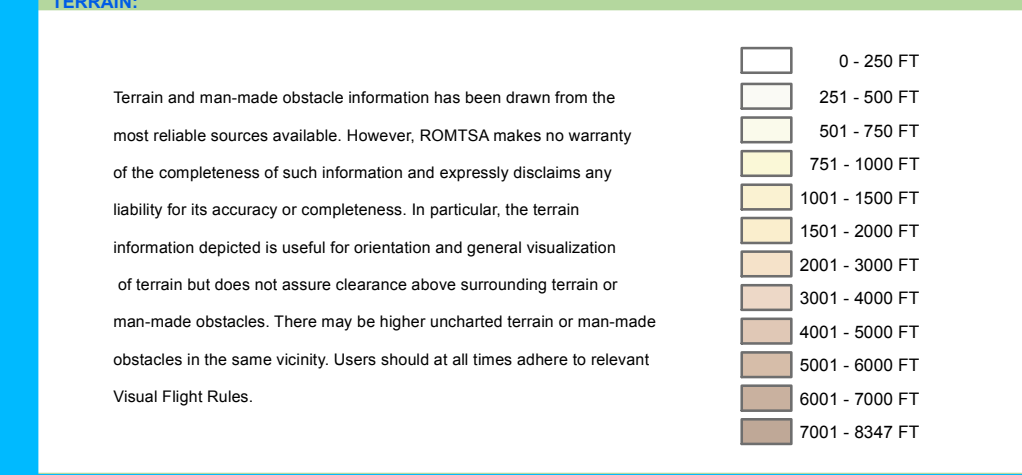 TERRAIN:
Terrain and man-made obstacle information has been drawn from the
most reliable sources available. However, ROMTSA makes no warranty
of the completeness of such information and expressly disclaims any
liability for its accuracy or completeness. In particular, the terrain
information depicted is useful for orientation and general visualization
of terrain but does not assure clearance above surrounding terrain or
man-made obstacles. There may be higher uncharted terrain or man-made
obstacles in the same vicinity. Users should at all times adhere to relevant
Visual Flight Rules.
0 - 250 FT
251 - 500 FT
501 - 750 FT
751 - 1000 FT
1001 - 1500 FT
1501 - 2000 FT
2001 - 3000 FT
3001 - 4000 FT
4001 - 5000 FT
5001 - 6000 FT
6001 - 7000 FT
7001 - 8347 FT